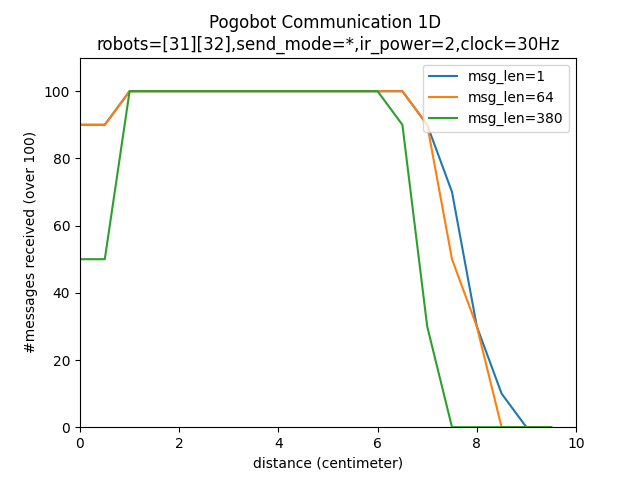 Pogobot Communication 1D
robots=[31][32],send_mode=*,ir_power=2,clock=30Hz
#messages received (over 100)
100
80
60
40
20
0
msg_len=1
msg_len=64
msg_len=380
0 2 4 6 8 10
distance (centimeter)